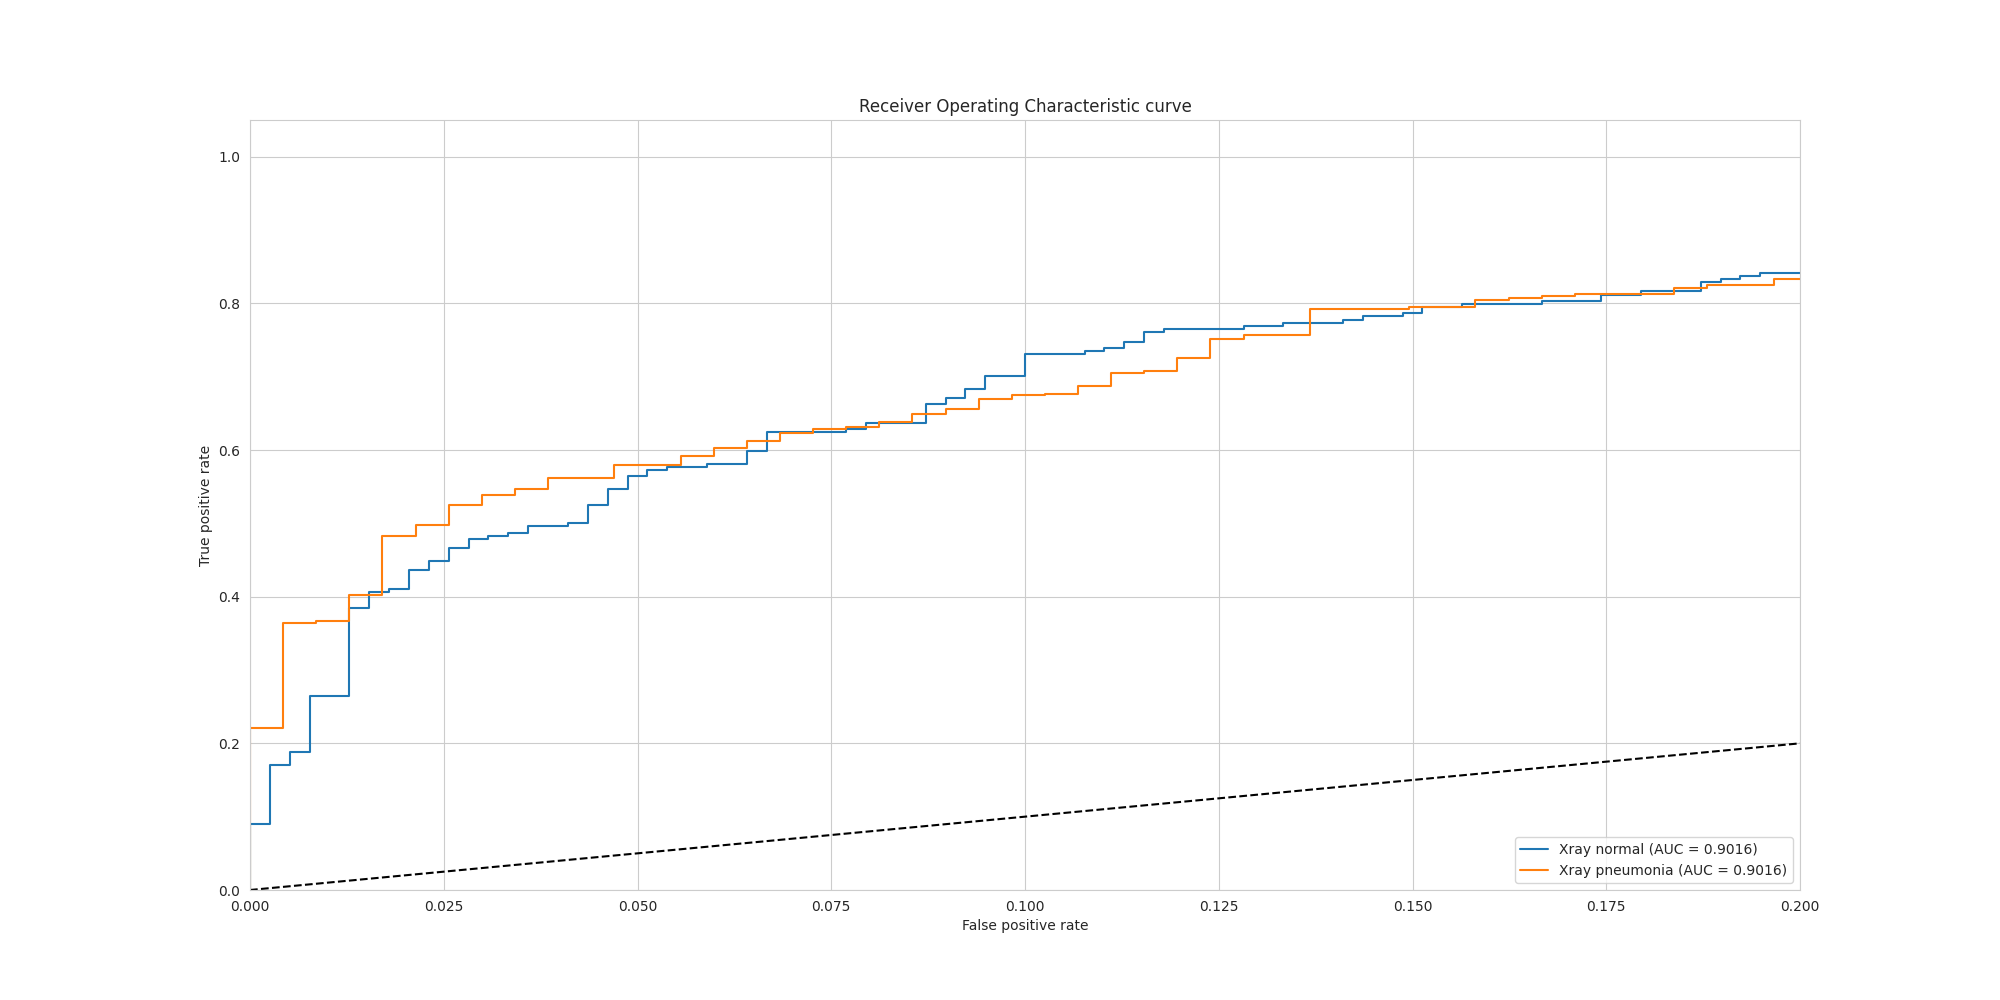 Receiver Operating Characteristic curve
1.0
0.8
0.6
0.4
0.2
0.0
True positive rate
0.000 0.025 0.050 0.075 0.100 0.125 0.150 0.175 0.200
False positive rate
Xray normal (AUC = 0.9016)
Xray pneumonia (AUC = 0.9016)